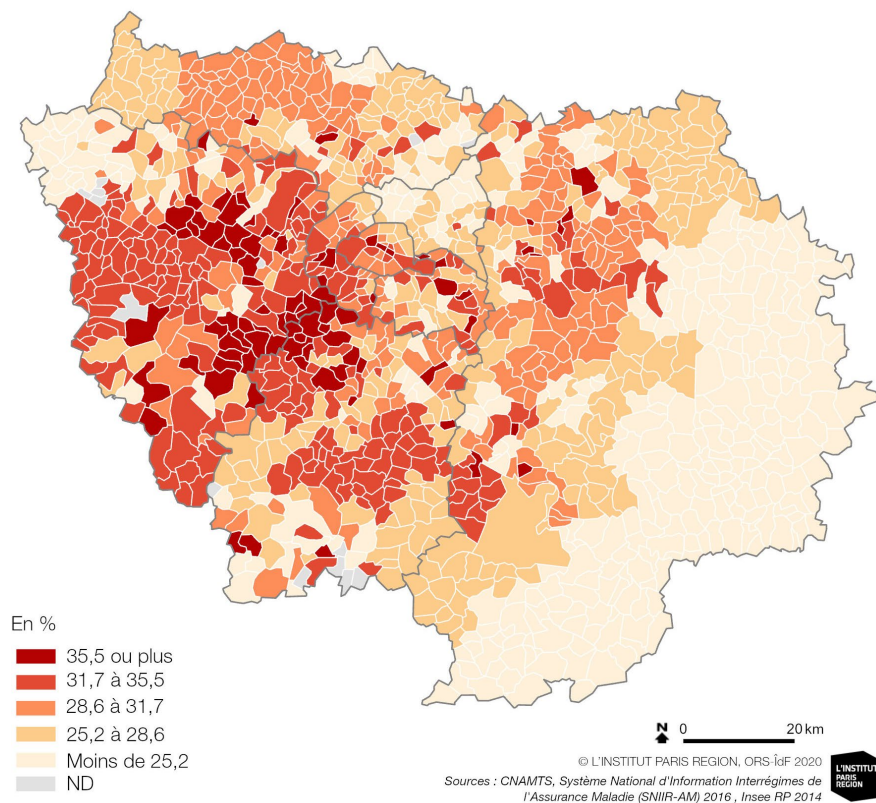 En %
35,5 ou plus
31,7 à 35,5
28,6 à 31,7
25,2 à 28,6
Moins de 25,2
ND
N 0 20 km
© L'INSTITUT PARIS REGION, ORS-ÎdF 2020
Sources : CNAMTS, Système National d'Information Interrégimes de
l'Assurance Maladie (SNIIR-AM) 2016 , Insee RP 2014
L'INSTITUT
PARIS
REGION